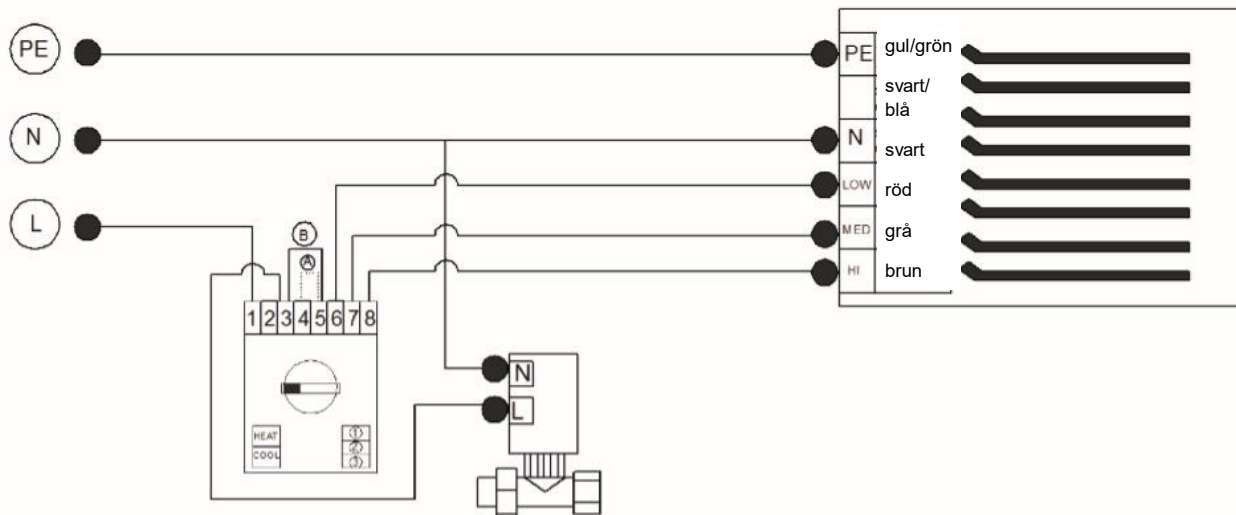 PE
PE
gul/grön
svart/
blå
N
N
svart
LOW
röd
L
MED
grå
B
A
HI
brun
1 2 3 4 5 6 7 8
N
L
HEAT
COOL
1
2
3